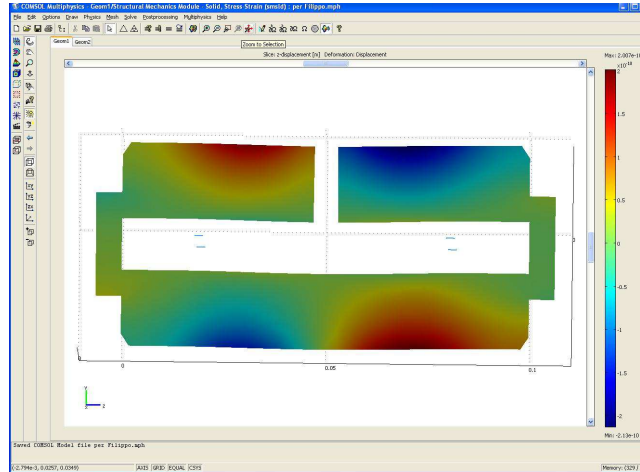 COMSOL Multiphysics - Geom1/Structural Mechanics Module - Solid, Stress-Strain (smsld) : per Filippo.mph
File Edit Options Draw Physics Mesh Solve Postprocessing Multiphysics Help
Geom1 Geom2
Zoom to Selection
Slice: z-displacement [m] Deformation: Displacement
Max: 2.007e-10
×10⁻¹⁰
2
1.5
1
0.5
0
-0.5
-1
-1.5
-2
Min: -2.13e-10
0
0.05
0.1
y
z
Saved COMSOL Model file per Filippo.mph
(-2.794e-3, 0.0257, 0.0349)
AXIS GRID EQUAL CSYS
Memory: (329 /